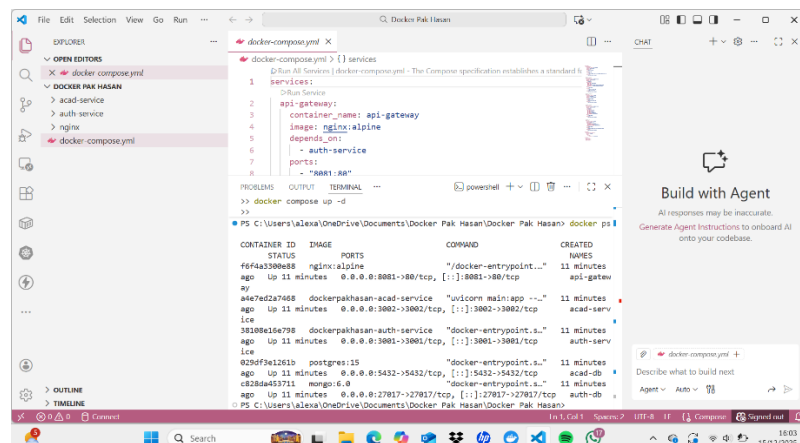 File Edit Selection View Go Run ···
Docker Pak Hasan
EXPLORER
OPEN EDITORS
docker-compose.yml
DOCKER PAK HASAN
acad-service
auth-service
nginx
docker-compose.yml
OUTLINE
TIMELINE
docker-compose.yml
docker-compose.yml > {} services
Run All Services | docker-compose.yml - The Compose specification establishes a standard f
1 services:
Run Service
2 api-gateway:
3 container_name: api-gateway
4 image: nginx:alpine
5 depends_on:
6 - auth-service
7 ports:
8 - "8081:80"
PROBLEMS OUTPUT TERMINAL ··· powershell
>> docker compose up -d
>>
PS C:\Users\alexa\OneDrive\Documents\Docker Pak Hasan\Docker Pak Hasan> docker ps
CONTAINER ID IMAGE COMMAND CREATED
STATUS PORTS NAMES
f6f4a3300e88 nginx:alpine "/docker-entrypoint.…" 11 minutes
ago Up 11 minutes 0.0.0.0:8081->80/tcp, [::]:8081->80/tcp api-gatew
ay
a4e7ed2a7468 dockerpakhasan-acad-service "uvicorn main:app --…" 11 minutes
ago Up 11 minutes 0.0.0.0:3002->3002/tcp, [::]:3002->3002/tcp acad-serv
ice
38108e16e798 dockerpakhasan-auth-service "docker-entrypoint.s…" 11 minutes
ago Up 11 minutes 0.0.0.0:3001->3001/tcp, [::]:3001->3001/tcp auth-serv
ice
029df3e1261b postgres:15 "docker-entrypoint.s…" 11 minutes
ago Up 11 minutes 0.0.0.0:5432->5432/tcp, [::]:5432->5432/tcp acad-db
c828da453711 mongo:6.0 "docker-entrypoint.s…" 11 minutes
ago Up 11 minutes 0.0.0.0:27017->27017/tcp, [::]:27017->27017/tcp auth-db
PS C:\Users\alexa\OneDrive\Documents\Docker Pak Hasan\Docker Pak Hasan>
CHAT
Build with Agent
AI responses may be inaccurate.
Generate Agent Instructions to onboard AI
onto your codebase.
docker-compose.yml
Describe what to build next
Agent Auto
0 0 Connect
Ln 1, Col 1 Spaces: 2 UTF-8 LF Compose Signed out
5
Search
17
16:03